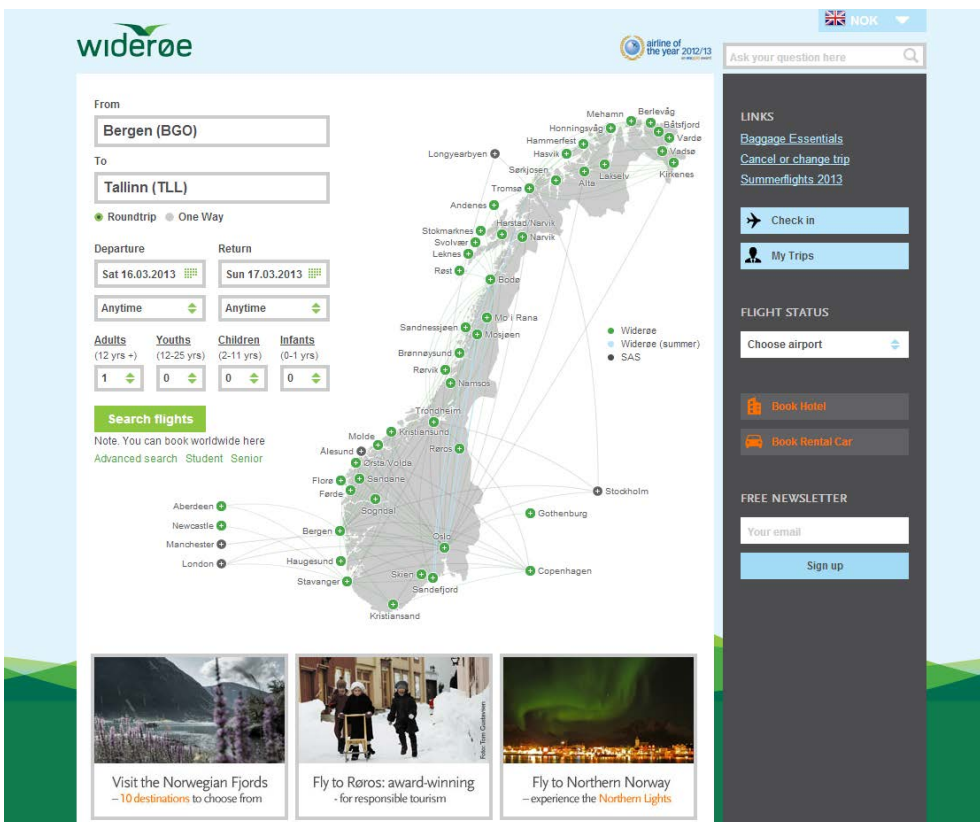 NOK
widerøe
airline of
the year 2012/13
Ask your question here
From
Bergen (BGO)
To
Tallinn (TLL)
Roundtrip One Way
Departure Return
Sat 16.03.2013 Sun 17.03.2013
Anytime Anytime
Adults Youths Children Infants
(12 yrs +) (12-25 yrs) (2-11 yrs) (0-1 yrs)
1 0 0 0
Search flights
Note. You can book worldwide here
Advanced search Student Senior
Mehamn
Berlevåg
Honningsvåg
Båtsfjord
Hammerfest
Vardø
Longyearbyen
Hasvik
Vadsø
Sørkjosen
Alta
Lakselv
Kirkenes
Tromsø
Andenes
Harstad/Narvik
Stokmarknes
Narvik
Svolvær
Leknes
Røst
Bodø
Mo i Rana
Sandnessjøen
Mosjøen
Brønnøysund
Rørvik
Namsos
Trondheim
Kristiansund
Molde
Røros
Ålesund
Ørsta/Volda
Florø
Sandane
Førde
Sogndal
Stockholm
Aberdeen
Gothenburg
Newcastle
Bergen
Oslo
Manchester
London
Haugesund
Skien
Copenhagen
Stavanger
Sandefjord
Kristiansand
Widerøe
Widerøe (summer)
SAS
LINKS
Baggage Essentials
Cancel or change trip
Summerflights 2013
Check in
My Trips
FLIGHT STATUS
Choose airport
Book Hotel
Book Rental Car
FREE NEWSLETTER
Your email
Sign up
Visit the Norwegian Fjords
– 10 destinations to choose from
Foto: Tom Gustavsen
Fly to Røros: award-winning
- for responsible tourism
Fly to Northern Norway
– experience the Northern Lights